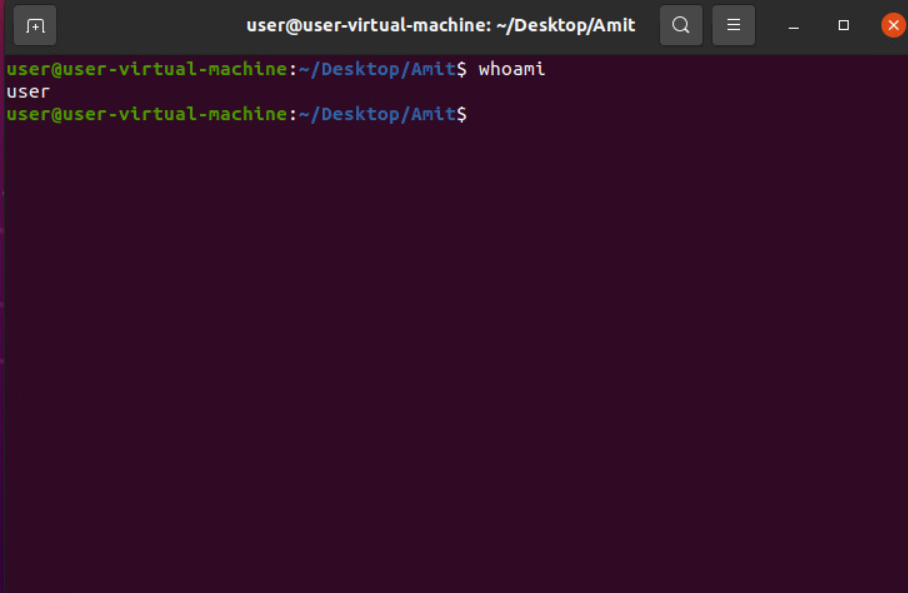 user@user-virtual-machine: ~/Desktop/Amit
user@user-virtual-machine:~/Desktop/Amit$ whoami
user
user@user-virtual-machine:~/Desktop/Amit$